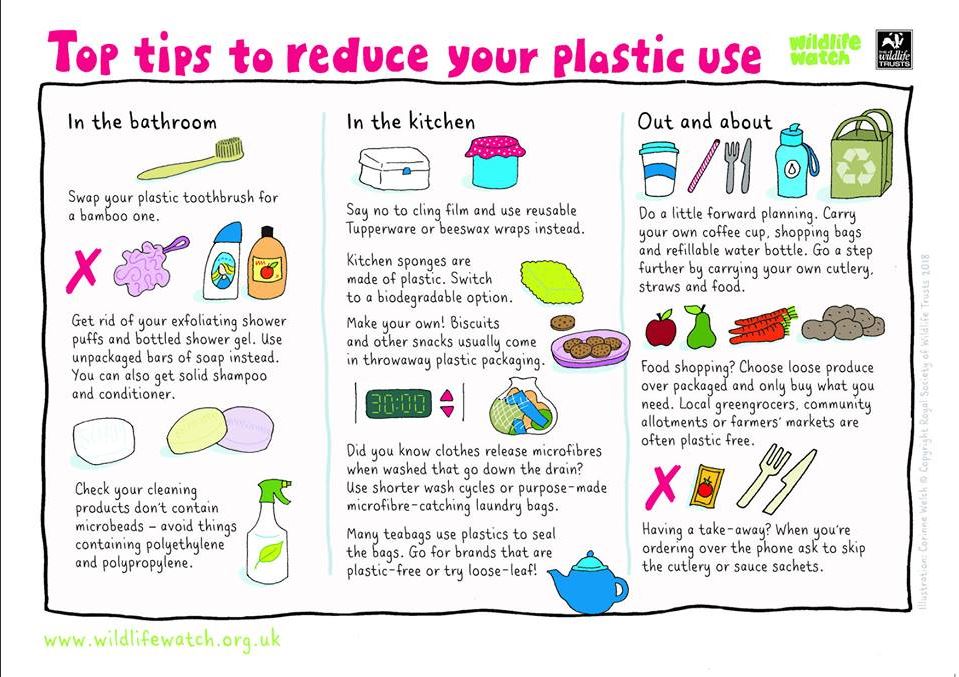 Top tips to reduce your plastic use
wildlife
watch
THE
wildlife
TRUSTS
In the bathroom
Swap your plastic toothbrush for
a bamboo one.
Get rid of your exfoliating shower
puffs and bottled shower gel. Use
unpackaged bars of soap instead.
You can also get solid shampoo
and conditioner.
SOAP
Check your cleaning
products don't contain
microbeads – avoid things
containing polyethylene
and polypropylene.
In the kitchen
Say no to cling film and use reusable
Tupperware or beeswax wraps instead.
Kitchen sponges are
made of plastic. Switch
to a biodegradable option.
Make your own! Biscuits
and other snacks usually come
in throwaway plastic packaging.
30:00
Did you know clothes release microfibres
when washed that go down the drain?
Use shorter wash cycles or purpose-made
microfibre-catching laundry bags.
Many teabags use plastics to seal
the bags. Go for brands that are
plastic-free or try loose-leaf!
Out and about
Do a little forward planning. Carry
your own coffee cup, shopping bags
and refillable water bottle. Go a step
further by carrying your own cutlery,
straws and food.
Food shopping? Choose loose produce
over packaged and only buy what you
need. Local greengrocers, community
allotments or farmers' markets are
often plastic free.
Having a take-away? When you're
ordering over the phone ask to skip
the cutlery or sauce sachets.
Illustration: Corinne Welch © Copyright Royal Society of Wildlife Trusts 2018
www.wildlifewatch.org.uk